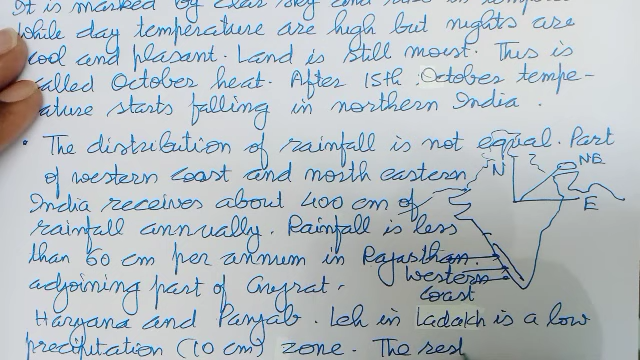 It is marked by clear sky and rise in
while day temperature are high but nights are
cool and plasant. Land is still moist. This is
called October heat. After 15th October tempe-
ature starts falling in northern India.
• The distribution of rainfall is not equal. Part
of western coast and north eastern
India receives about 400 cm of
rainfall annually. Rainfall is less
than 60 cm per annum in Rajasthan.
adjoining part of Gujrat.
Haryana and Panjab. Leh in Ladakh is a low
precipitation (10 cm) zone. The res
N
?
NE
E
western
coast